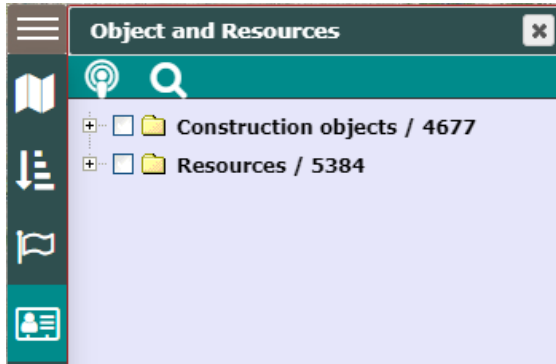 Object and Resources
Construction objects / 4677
Resources / 5384